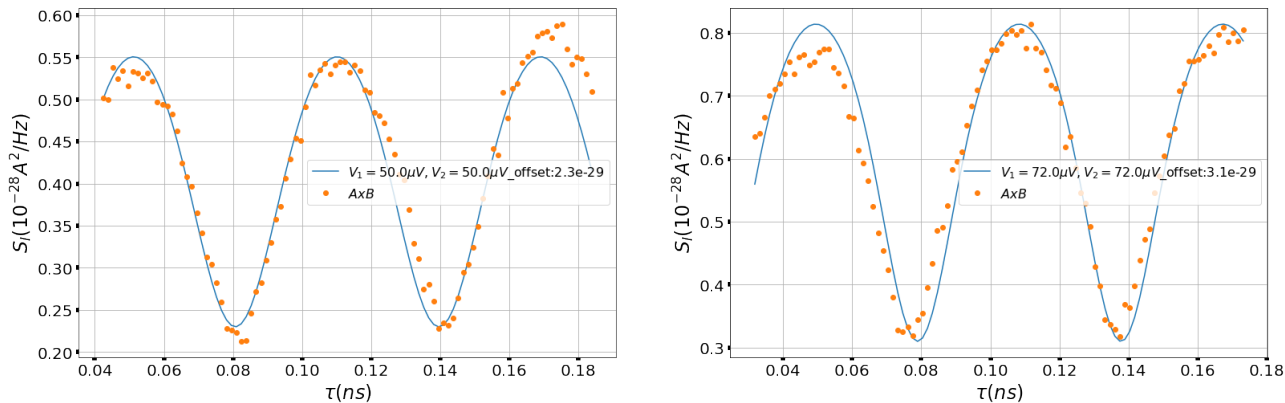 0.60
0.55
0.50
0.45
0.40
0.35
0.30
0.25
0.20
S_I(10^{-28}A^2/Hz)
V_1 = 50.0μV, V_2 = 50.0μV_offset:2.3e-29
AxB
0.04 0.06 0.08 0.10 0.12 0.14 0.16 0.18
τ(ns)
0.8
0.7
0.6
0.5
0.4
0.3
S_I(10^{-28}A^2/Hz)
V_1 = 72.0μV, V_2 = 72.0μV_offset:3.1e-29
AxB
0.04 0.06 0.08 0.10 0.12 0.14 0.16 0.18
τ(ns)